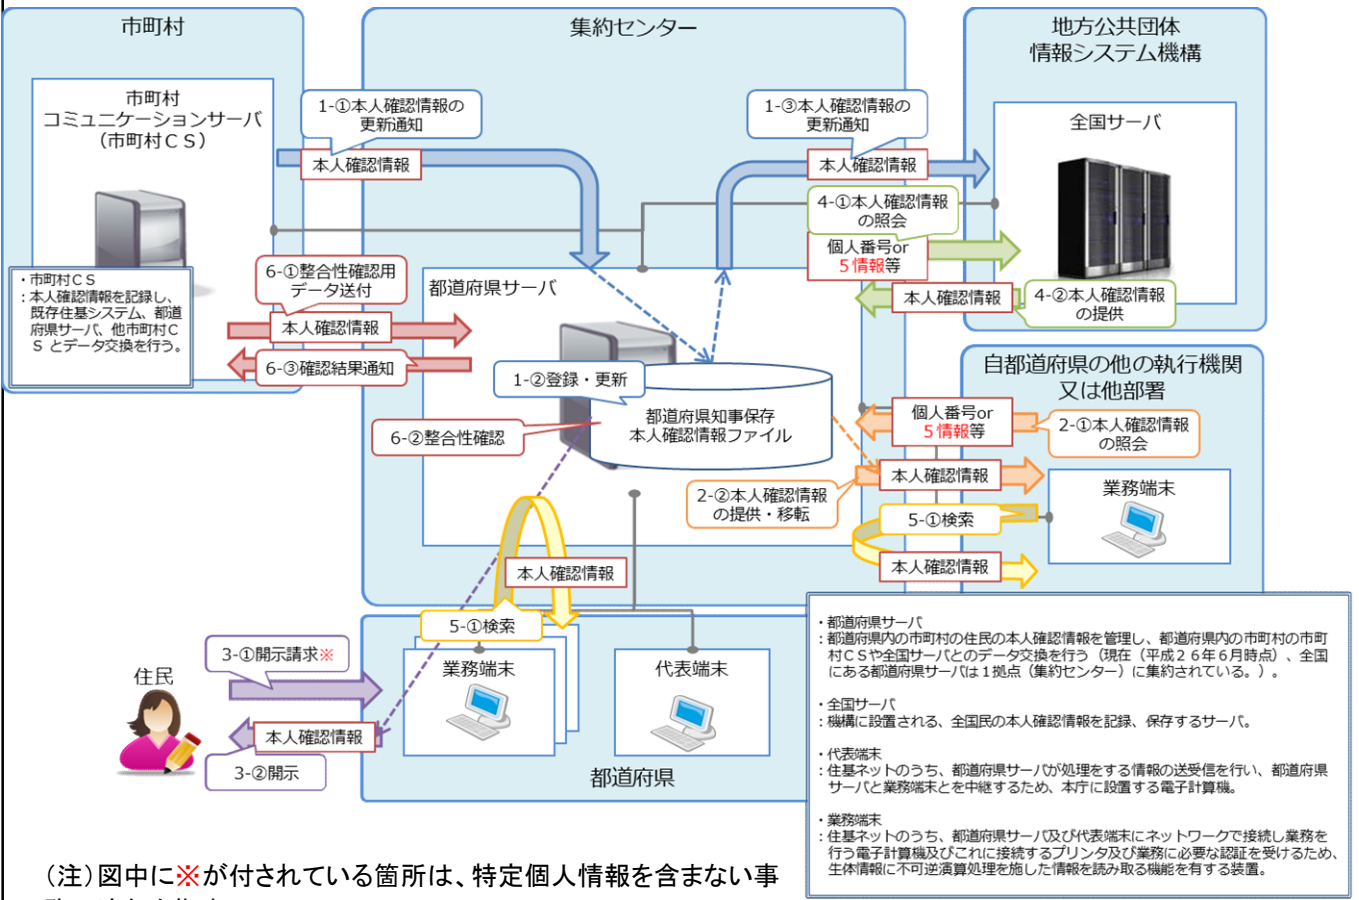 市町村
集約センター
地方公共団体
情報システム機構
市町村
コミュニケーションサーバ
（市町村ＣＳ）
1-①本人確認情報の
更新通知
本人確認情報
1-③本人確認情報の
更新通知
本人確認情報
全国サーバ
4-①本人確認情報
の照会
個人番号or
５情報等
本人確認情報
4-②本人確認情報
の提供
・市町村ＣＳ
：本人確認情報を記録し、
既存住基システム、都道
府県サーバ、他市町村Ｃ
Ｓ とデータ交換を行う。
6-①整合性確認用
データ送付
本人確認情報
6-③確認結果通知
都道府県サーバ
1-②登録・更新
都道府県知事保存
本人確認情報ファイル
6-②整合性確認
自都道府県の他の執行機関
又は他部署
個人番号or
５情報等
2-①本人確認情報
の照会
本人確認情報
2-②本人確認情報
の提供・移転
業務端末
5-①検索
本人確認情報
本人確認情報
5-①検索
業務端末
代表端末
都道府県
住民
3-①開示請求※
本人確認情報
3-②開示
・都道府県サーバ
：都道府県内の市町村の住民の本人確認情報を管理し、都道府県内の市町村の市町
村ＣＳや全国サーバとのデータ交換を行う（現在（平成２６年６月時点）、全国
にある都道府県サーバは１拠点（集約センター）に集約されている。）。
・全国サーバ
：機構に設置される、全国民の本人確認情報を記録、保存するサーバ。
・代表端末
：住基ネットのうち、都道府県サーバが処理をする情報の送受信を行い、都道府県
サーバと業務端末とを中継するため、本庁に設置する電子計算機。
・業務端末
：住基ネットのうち、都道府県サーバ及び代表端末にネットワークで接続し業務を
行う電子計算機及びこれに接続するプリンタ及び業務に必要な認証を受けるため、
生体情報に不可逆演算処理を施した情報を読み取る機能を有する装置。
（注）図中に※が付されている箇所は、特定個人情報を含まない事